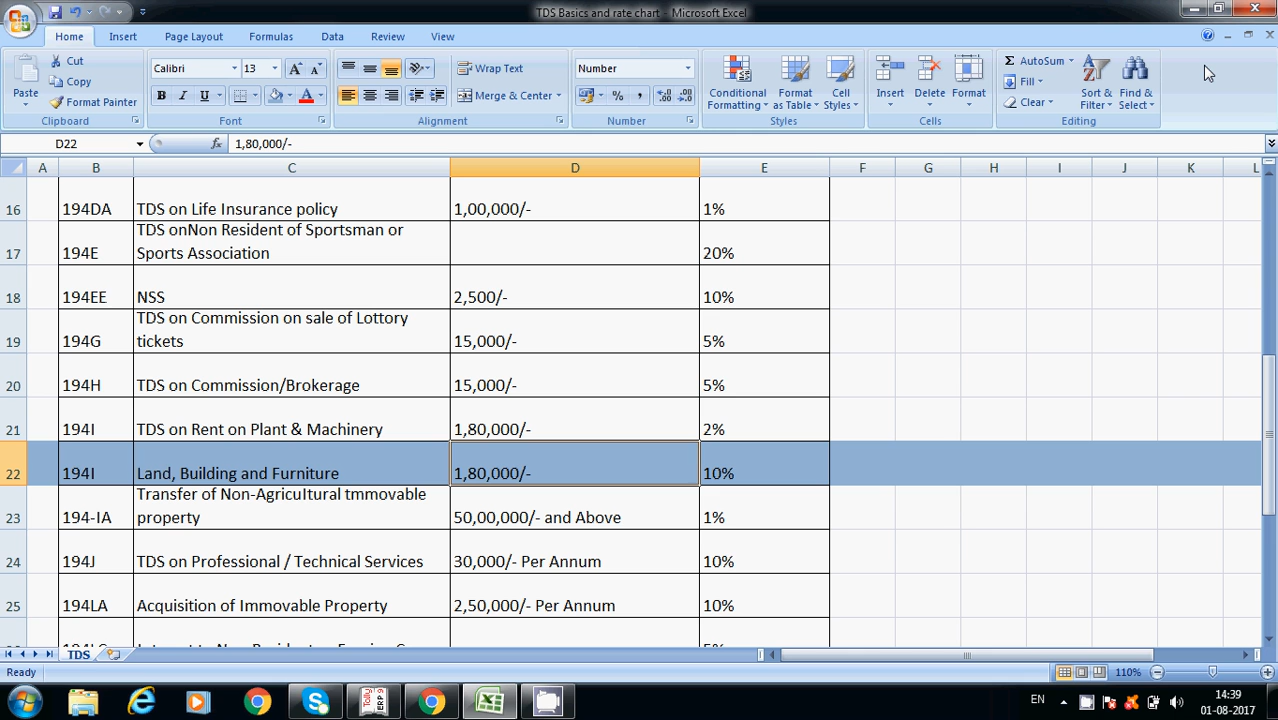 TDS Basics and rate chart - Microsoft Excel
Home Insert Page Layout Formulas Data Review View
Paste
Cut
Copy
Format Painter
Clipboard
Calibri 13
B I U
Font
Wrap Text
Merge & Center
Alignment
Number
% ,
Number
Conditional Formatting
Format as Table
Cell Styles
Styles
Insert Delete Format
Cells
Σ AutoSum
Fill
Clear
Sort & Filter
Find & Select
Editing
D22 fx 1,80,000/-
A B C D E F G H I J K L
16 194DA TDS on Life Insurance policy 1,00,000/- 1%
TDS onNon Resident of Sportsman or
17 194E Sports Association 20%
18 194EE NSS 2,500/- 10%
TDS on Commission on sale of Lottory
19 194G tickets 15,000/- 5%
20 194H TDS on Commission/Brokerage 15,000/- 5%
21 194I TDS on Rent on Plant & Machinery 1,80,000/- 2%
22 194I Land, Building and Furniture 1,80,000/- 10%
Transfer of Non-Agricultural tmmovable
23 194-IA property 50,00,000/- and Above 1%
24 194J TDS on Professional / Technical Services 30,000/- Per Annum 10%
25 194LA Acquisition of Immovable Property 2,50,000/- Per Annum 10%
TDS
Ready 110%
EN 14:39
01-08-2017